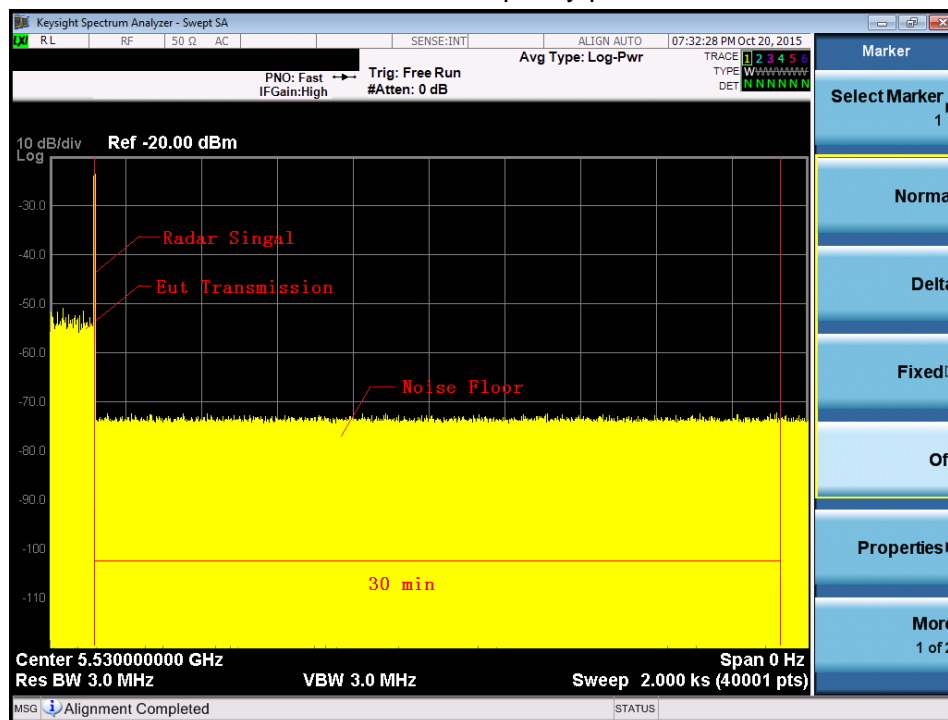 Keysight Spectrum Analyzer - Swept SA
LXI RL RF 50 Ω AC SENSE:INT ALIGN AUTO 07:32:28 PM Oct 20, 2015
Avg Type: Log-Pwr
TRACE 1 2 3 4 5 6
TYPE WWWWWWW
DET N N N N N N
PNO: Fast
IFGain:High
Trig: Free Run
#Atten: 0 dB
Marker
Select Marker
1
Norma
Delta
Fixed
Of
Properties
More
1 of 2
10 dB/div Ref -20.00 dBm
Log
-30.0
-40.0
-50.0
-60.0
-70.0
-80.0
-90.0
-100
-110
Radar Singal
Eut Transmission
Noise Floor
30 min
Center 5.530000000 GHz Span 0 Hz
Res BW 3.0 MHz VBW 3.0 MHz Sweep 2.000 ks (40001 pts)
MSG Alignment Completed STATUS